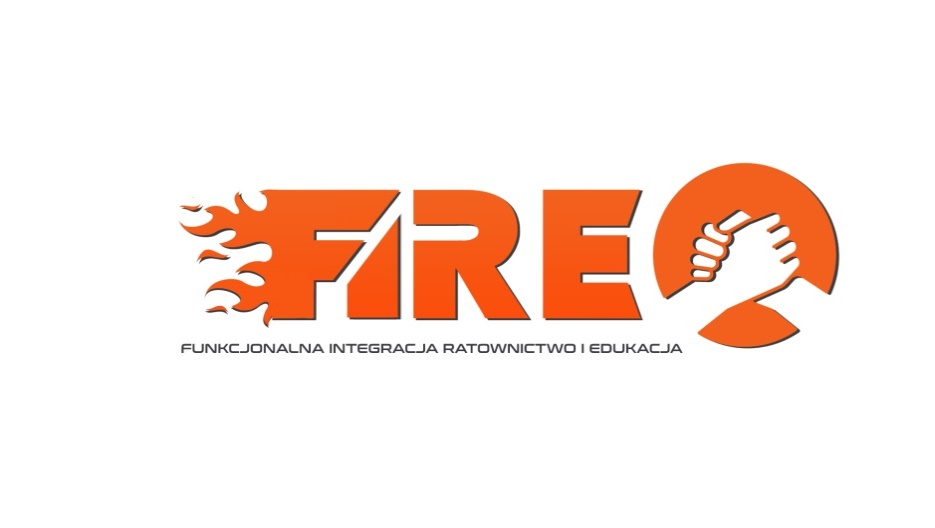 FIRE
FUNKCJONALNA INTEGRACJA RATOWNICTWO I EDUKACJA